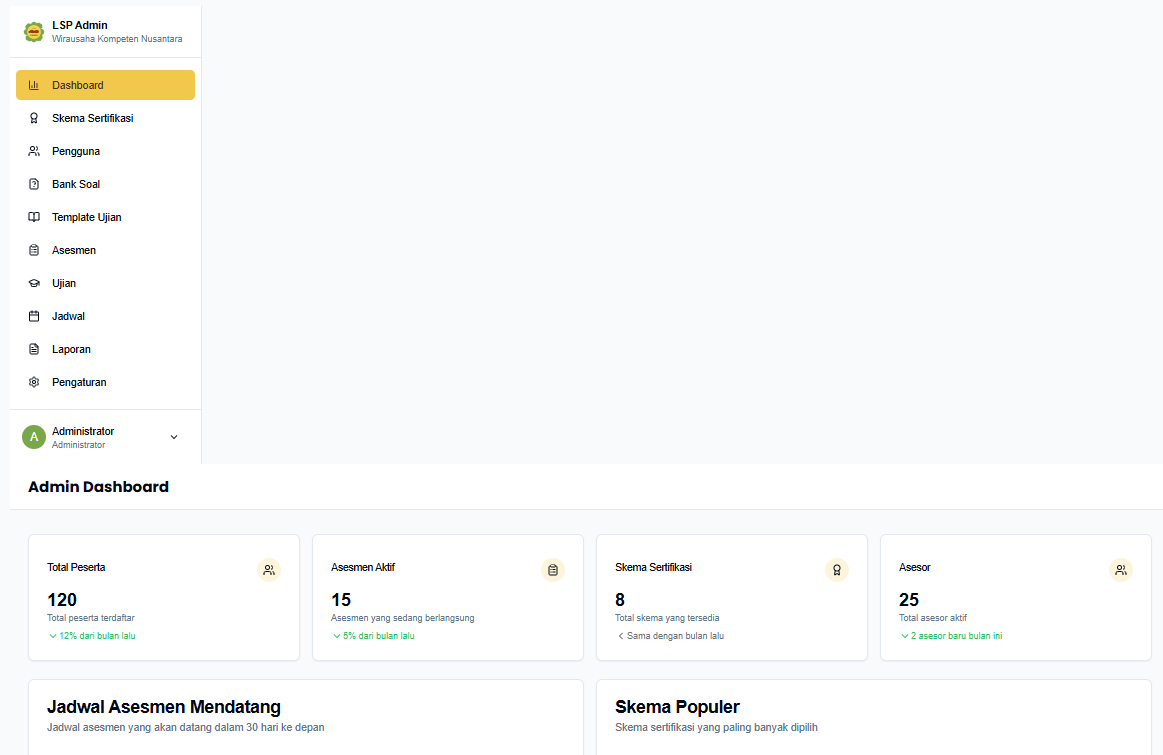 LSP Admin
Wirausaha Kompeten Nusantara
Dashboard
Skema Sertifikasi
Pengguna
Bank Soal
Template Ujian
Asesmen
Ujian
Jadwal
Laporan
Pengaturan
A
Administrator
Administrator
Admin Dashboard
Total Peserta
120
Total peserta terdaftar
12% dari bulan lalu
Asesmen Aktif
15
Asesmen yang sedang berlangsung
5% dari bulan lalu
Skema Sertifikasi
8
Total skema yang tersedia
Sama dengan bulan lalu
Asesor
25
Total asesor aktif
2 asesor baru bulan ini
Jadwal Asesmen Mendatang
Jadwal asesmen yang akan datang dalam 30 hari ke depan
Skema Populer
Skema sertifikasi yang paling banyak dipilih